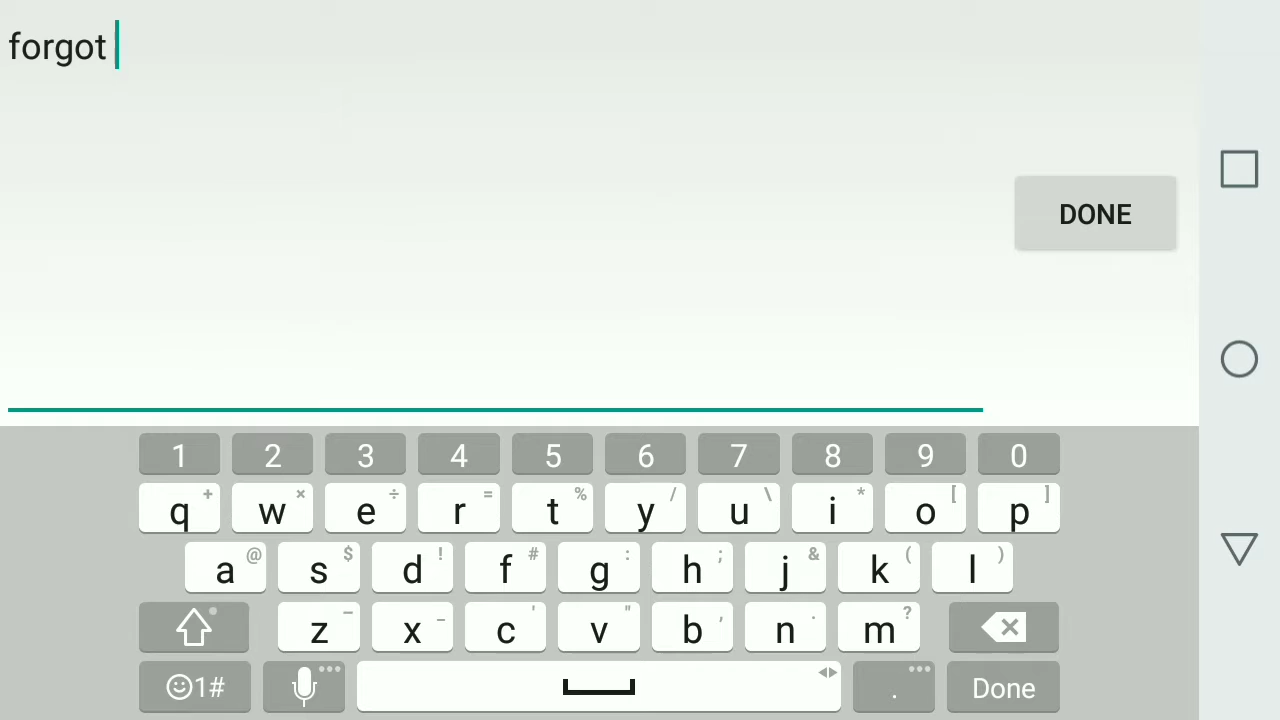 forgot
DONE
1 2 3 4 5 6 7 8 9 0
q + w × e ÷ r = t % y / u \ i * o [ p ]
a @ s $ d ! f # g : h ; j & k ( l )
z – x _ c ' v " b , n . m ?
1# . Done